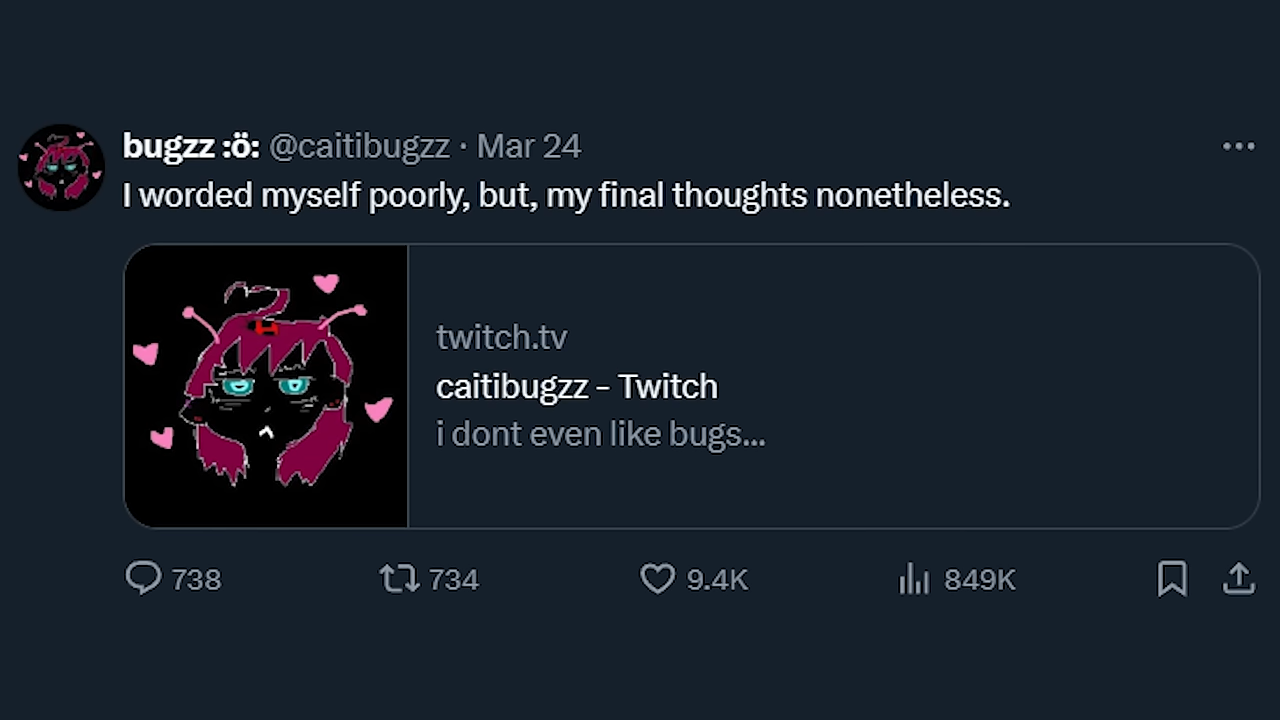 bugzz :ö: @caitibugzz · Mar 24
I worded myself poorly, but, my final thoughts nonetheless.
twitch.tv
caitibugzz - Twitch
i dont even like bugs...
738 734 9.4K 849K